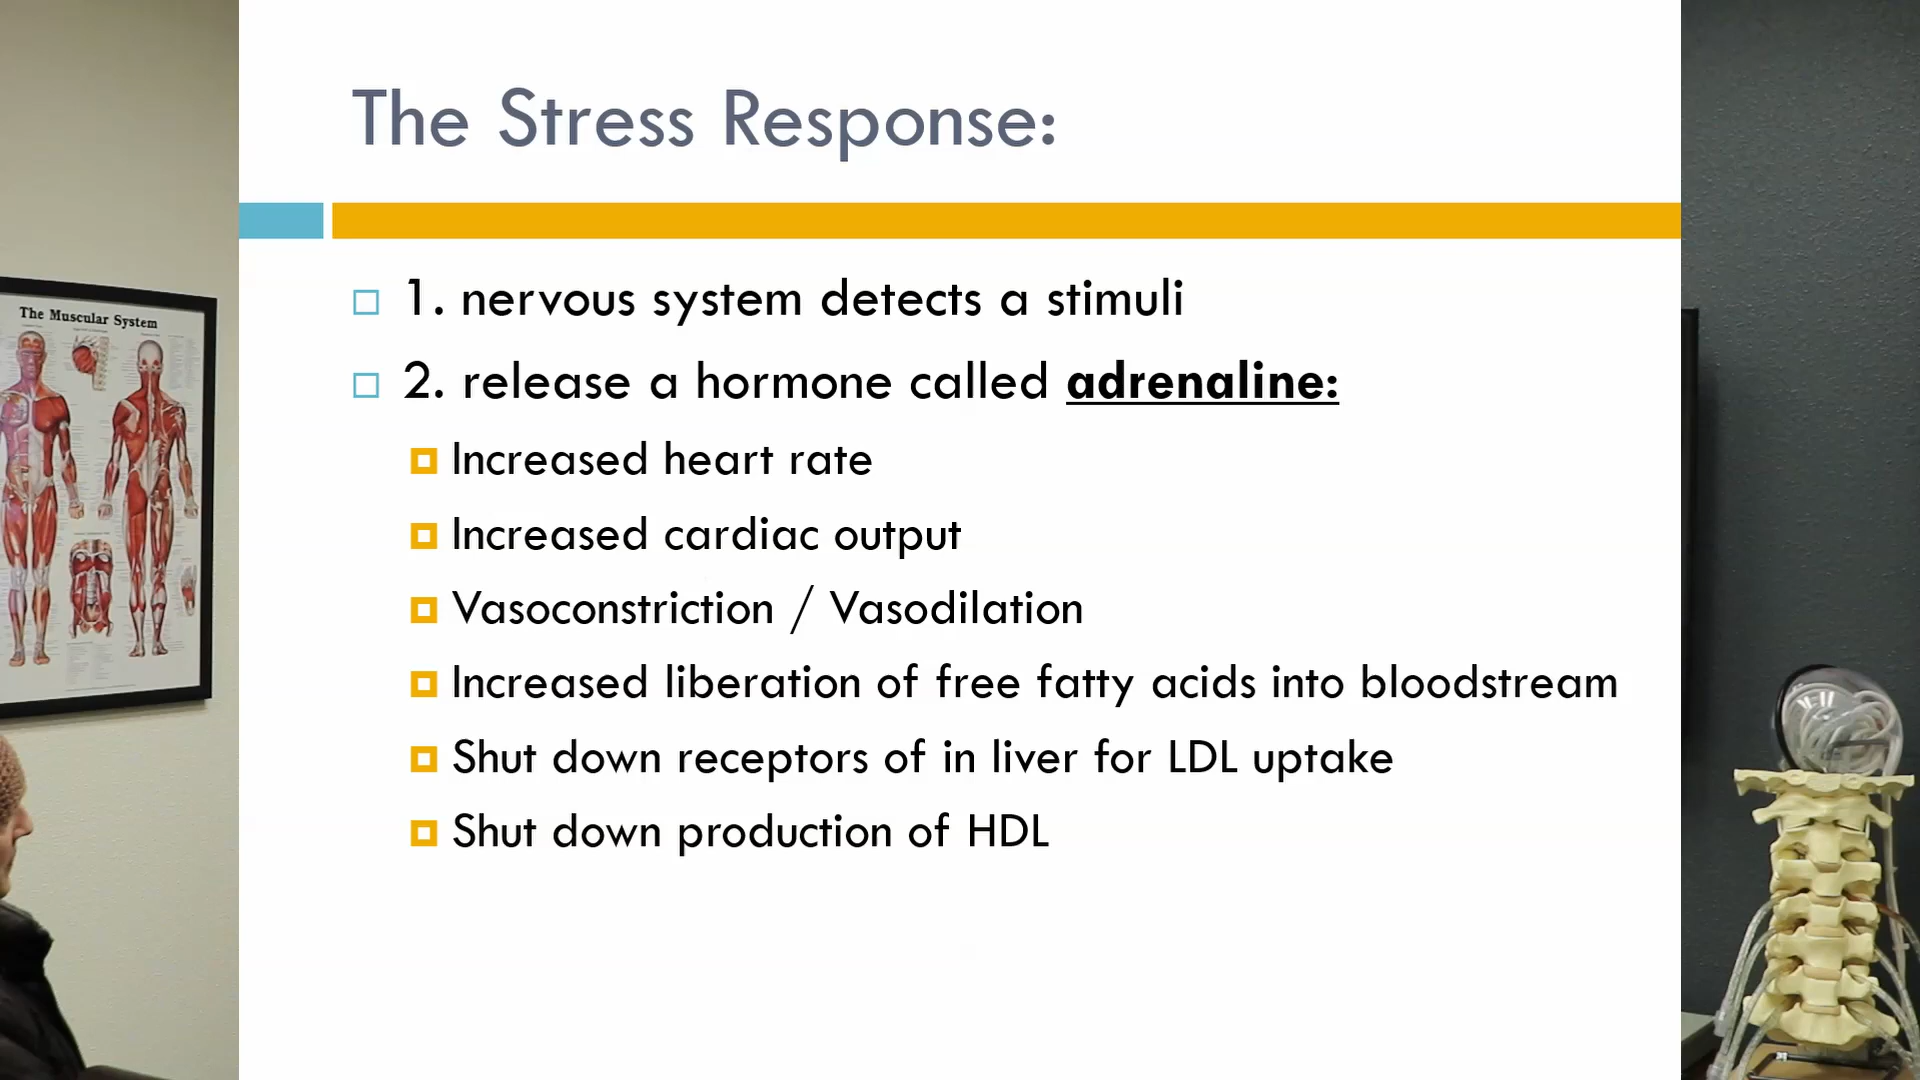 The Stress Response:
1. nervous system detects a stimuli
2. release a hormone called adrenaline:
Increased heart rate
Increased cardiac output
Vasoconstriction / Vasodilation
Increased liberation of free fatty acids into bloodstream
Shut down receptors of in liver for LDL uptake
Shut down production of HDL
The Muscular System